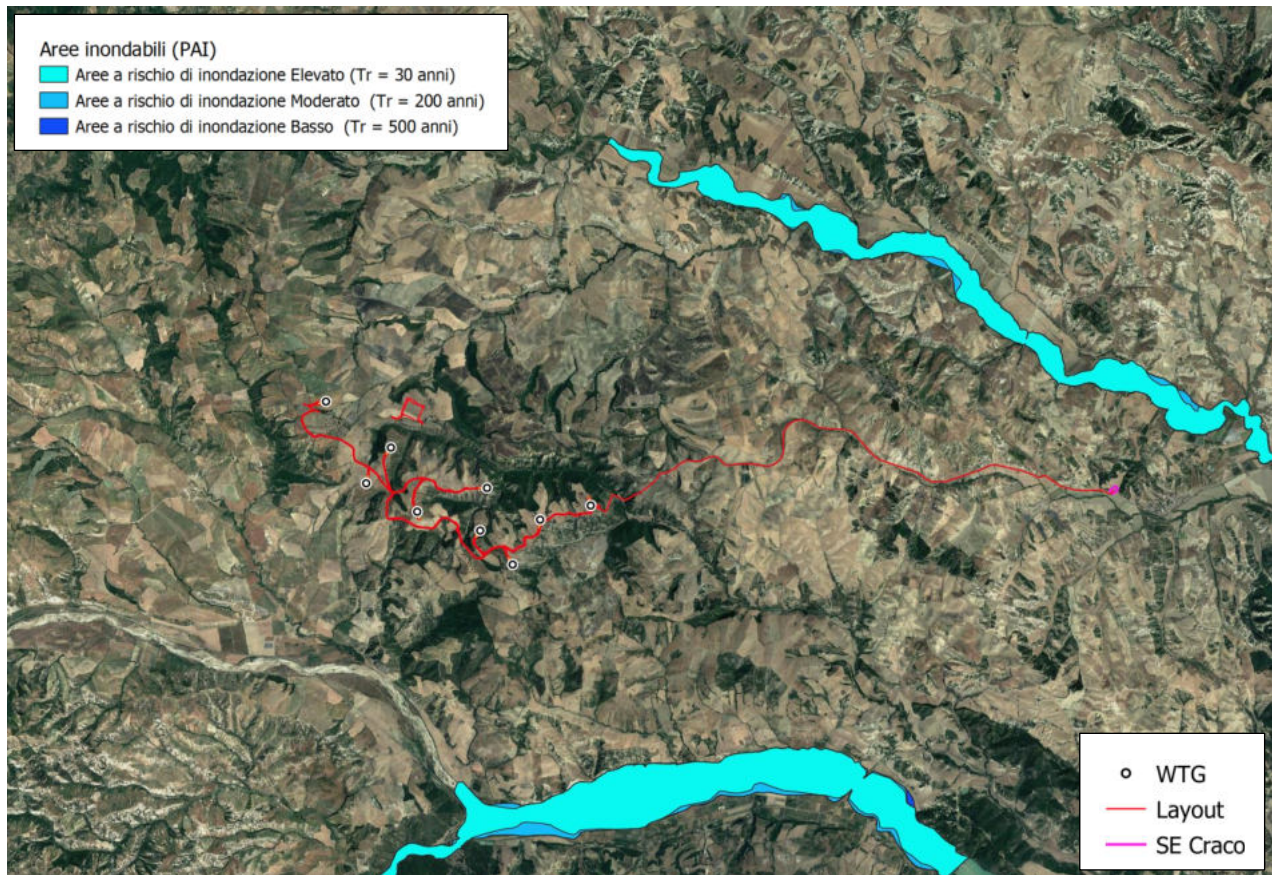 Aree inondabili (PAI)
Aree a rischio di inondazione Elevato (Tr = 30 anni)
Aree a rischio di inondazione Moderato (Tr = 200 anni)
Aree a rischio di inondazione Basso (Tr = 500 anni)
WTG
Layout
SE Craco